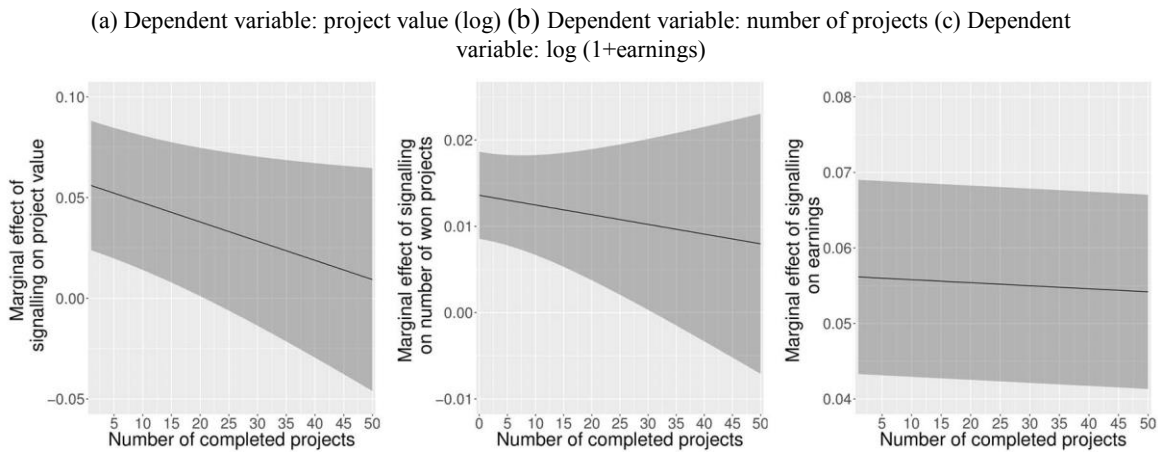 (a) Dependent variable: project value (log) (b) Dependent variable: number of projects (c) Dependent
variable: log (1+earnings)
Marginal effect of
signalling on project value
0.10
0.05
0.00
−0.05
5 10 15 20 25 30 35 40 45 50
Number of completed projects
Marginal effect of signalling
on number of won projects
0.02
0.01
0.00
−0.01
0 5 10 15 20 25 30 35 40 45 50
Number of completed projects
Marginal effect of signalling
on earnings
0.08
0.07
0.06
0.05
0.04
5 10 15 20 25 30 35 40 45 50
Number of completed projects